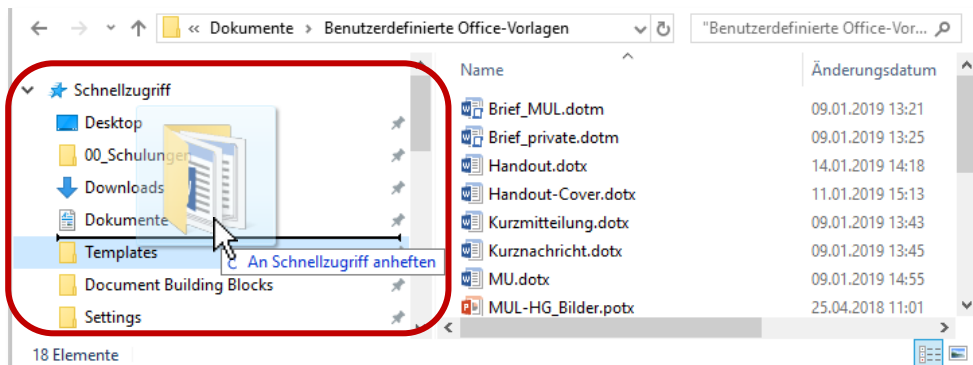 « Dokumente › Benutzerdefinierte Office-Vorlagen
"Benutzerdefinierte Office-Vor...
Schnellzugriff
Desktop
00_Schulungen
Downloads
Dokumente
Templates
An Schnellzugriff anheften
Document Building Blocks
Settings
Name Änderungsdatum
Brief_MUL.dotm 09.01.2019 13:21
Brief_private.dotm 09.01.2019 13:25
Handout.dotx 14.01.2019 14:18
Handout-Cover.dotx 11.01.2019 15:13
Kurzmitteilung.dotx 09.01.2019 13:43
Kurznachricht.dotx 09.01.2019 13:45
MU.dotx 09.01.2019 14:55
MUL-HG_Bilder.potx 25.04.2018 11:01
18 Elemente